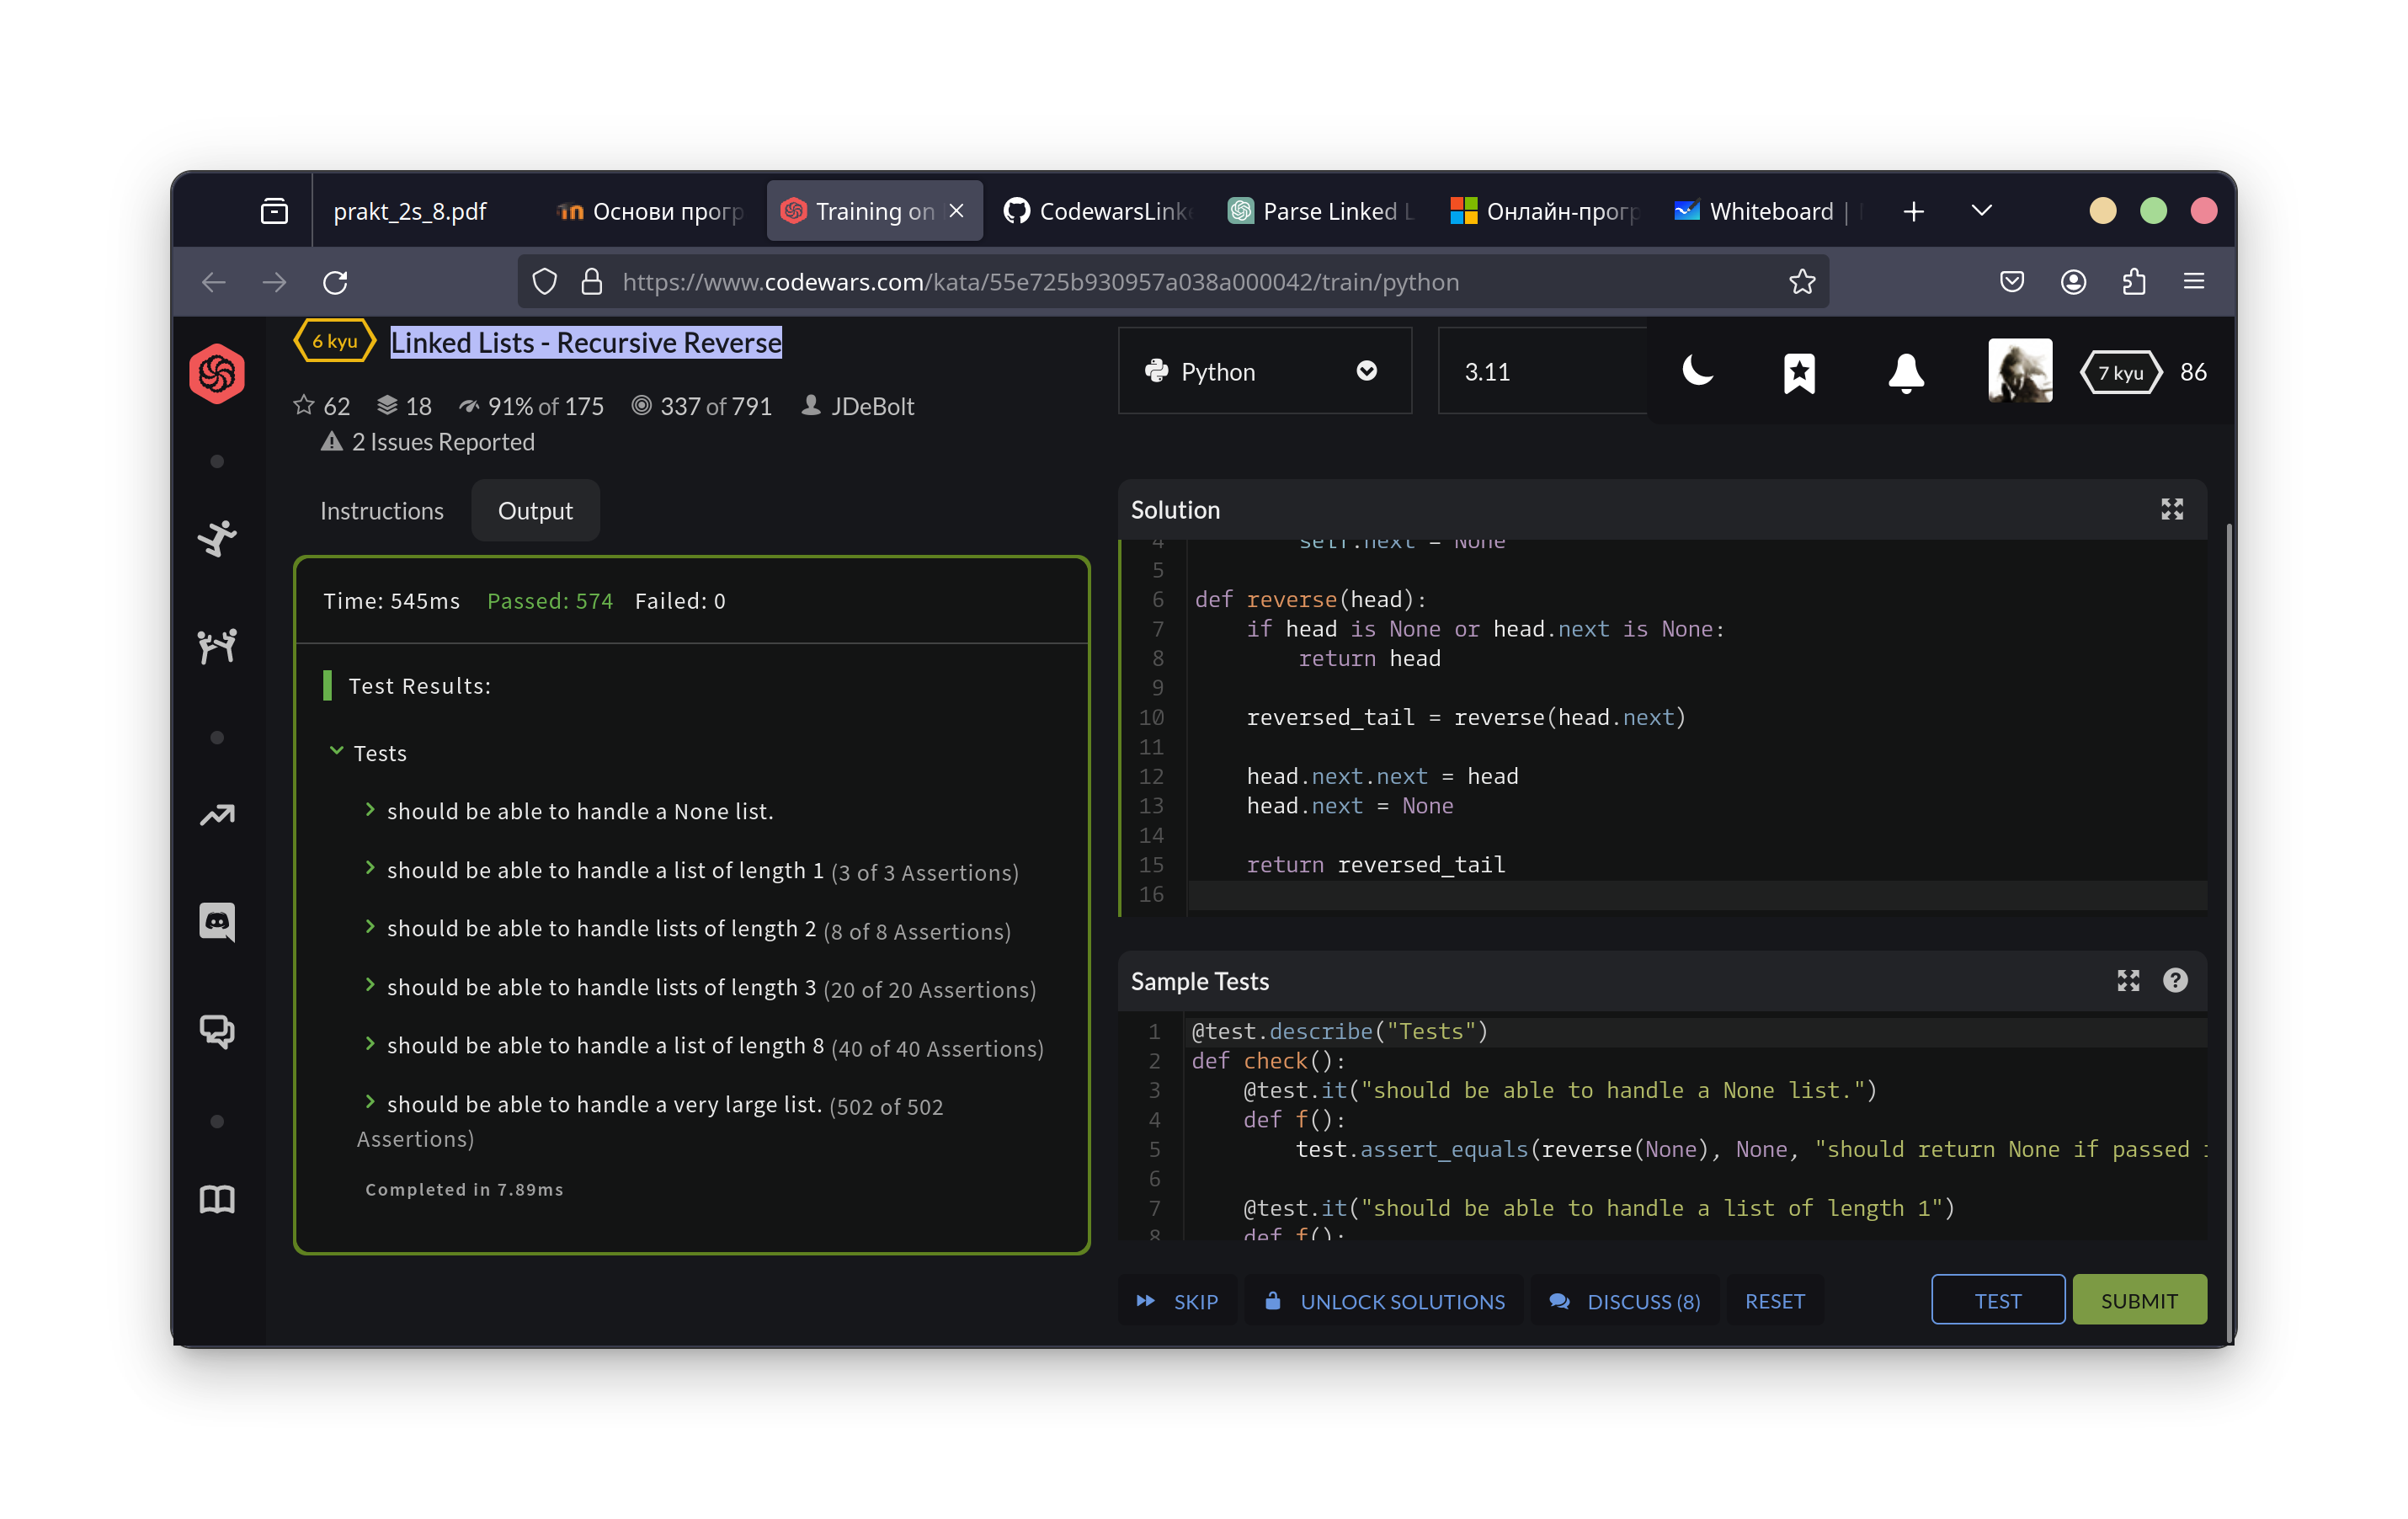 prakt_2s_8.pdf
Основи прогр
Training on
CodewarsLink
Parse Linked L
Онлайн-прогр
Whiteboard |
https://www.codewars.com/kata/55e725b930957a038a000042/train/python
6 kyu
Linked Lists - Recursive Reverse
62
18
91% of 175
337 of 791
JDeBolt
2 Issues Reported
Python
3.11
7 kyu
86
Instructions
Output
Time: 545ms Passed: 574 Failed: 0
Test Results:
Tests
should be able to handle a None list.
should be able to handle a list of length 1 (3 of 3 Assertions)
should be able to handle lists of length 2 (8 of 8 Assertions)
should be able to handle lists of length 3 (20 of 20 Assertions)
should be able to handle a list of length 8 (40 of 40 Assertions)
should be able to handle a very large list. (502 of 502
Assertions)
Completed in 7.89ms
Solution
4 self.next = None
5
6 def reverse(head):
7 if head is None or head.next is None:
8 return head
9
10 reversed_tail = reverse(head.next)
11
12 head.next.next = head
13 head.next = None
14
15 return reversed_tail
16
Sample Tests
1 @test.describe("Tests")
2 def check():
3 @test.it("should be able to handle a None list.")
4 def f():
5 test.assert_equals(reverse(None), None, "should return None if passed
6
7 @test.it("should be able to handle a list of length 1")
8 def f():
SKIP
UNLOCK SOLUTIONS
DISCUSS (8)
RESET
TEST
SUBMIT